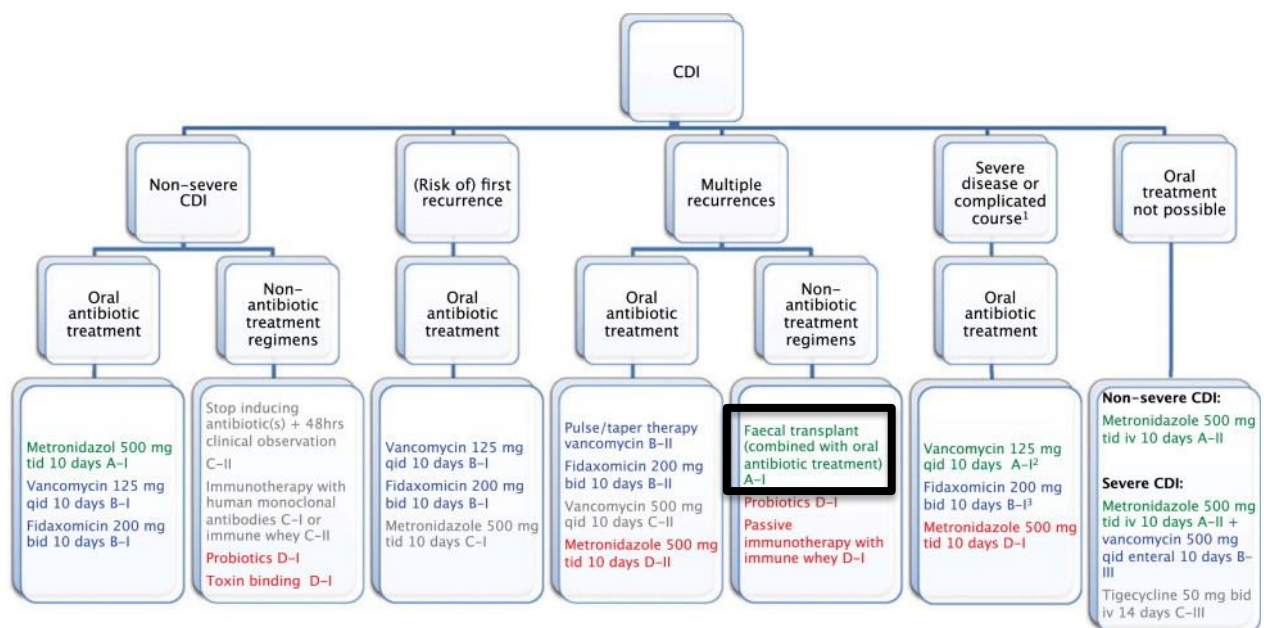 CDI
Non-severe
CDI
(Risk of) first
recurrence
Multiple
recurrences
Severe
disease or
complicated
course¹
Oral
treatment
not possible
Oral
antibiotic
treatment
Non-
antibiotic
treatment
regimens
Oral
antibiotic
treatment
Oral
antibiotic
treatment
Non-
antibiotic
treatment
regimens
Oral
antibiotic
treatment
Metronidazol 500 mg
tid 10 days A-I
Vancomycin 125 mg
qid 10 days B-I
Fidaxomicin 200 mg
bid 10 days B-I
Stop inducing
antibiotic(s) + 48hrs
clinical observation
C-II
Immunotherapy with
human monoclonal
antibodies C-I or
immune whey C-II
Probiotics D-I
Toxin binding D-I
Vancomycin 125 mg
qid 10 days B-I
Fidaxomicin 200 mg
bid 10 days B-I
Metronidazole 500 mg
tid 10 days C-I
Pulse/taper therapy
vancomycin B-II
Fidaxomicin 200 mg
bid 10 days B-II
Vancomycin 500 mg
qid 10 days C-II
Metronidazole 500 mg
tid 10 days D-II
Faecal transplant
(combined with oral
antibiotic treatment)
A-I
Probiotics D-I
Passive
immunotherapy with
immune whey D-I
Vancomycin 125 mg
qid 10 days A-I²
Fidaxomicin 200 mg
bid 10 days B-I³
Metronidazole 500 mg
tid 10 days D-I
Non-severe CDI:
Metronidazole 500 mg
tid iv 10 days A-II
Severe CDI:
Metronidazole 500 mg
tid iv 10 days A-II +
vancomycin 500 mg
qid enteral 10 days B-
III
Tigecycline 50 mg bid
iv 14 days C-III